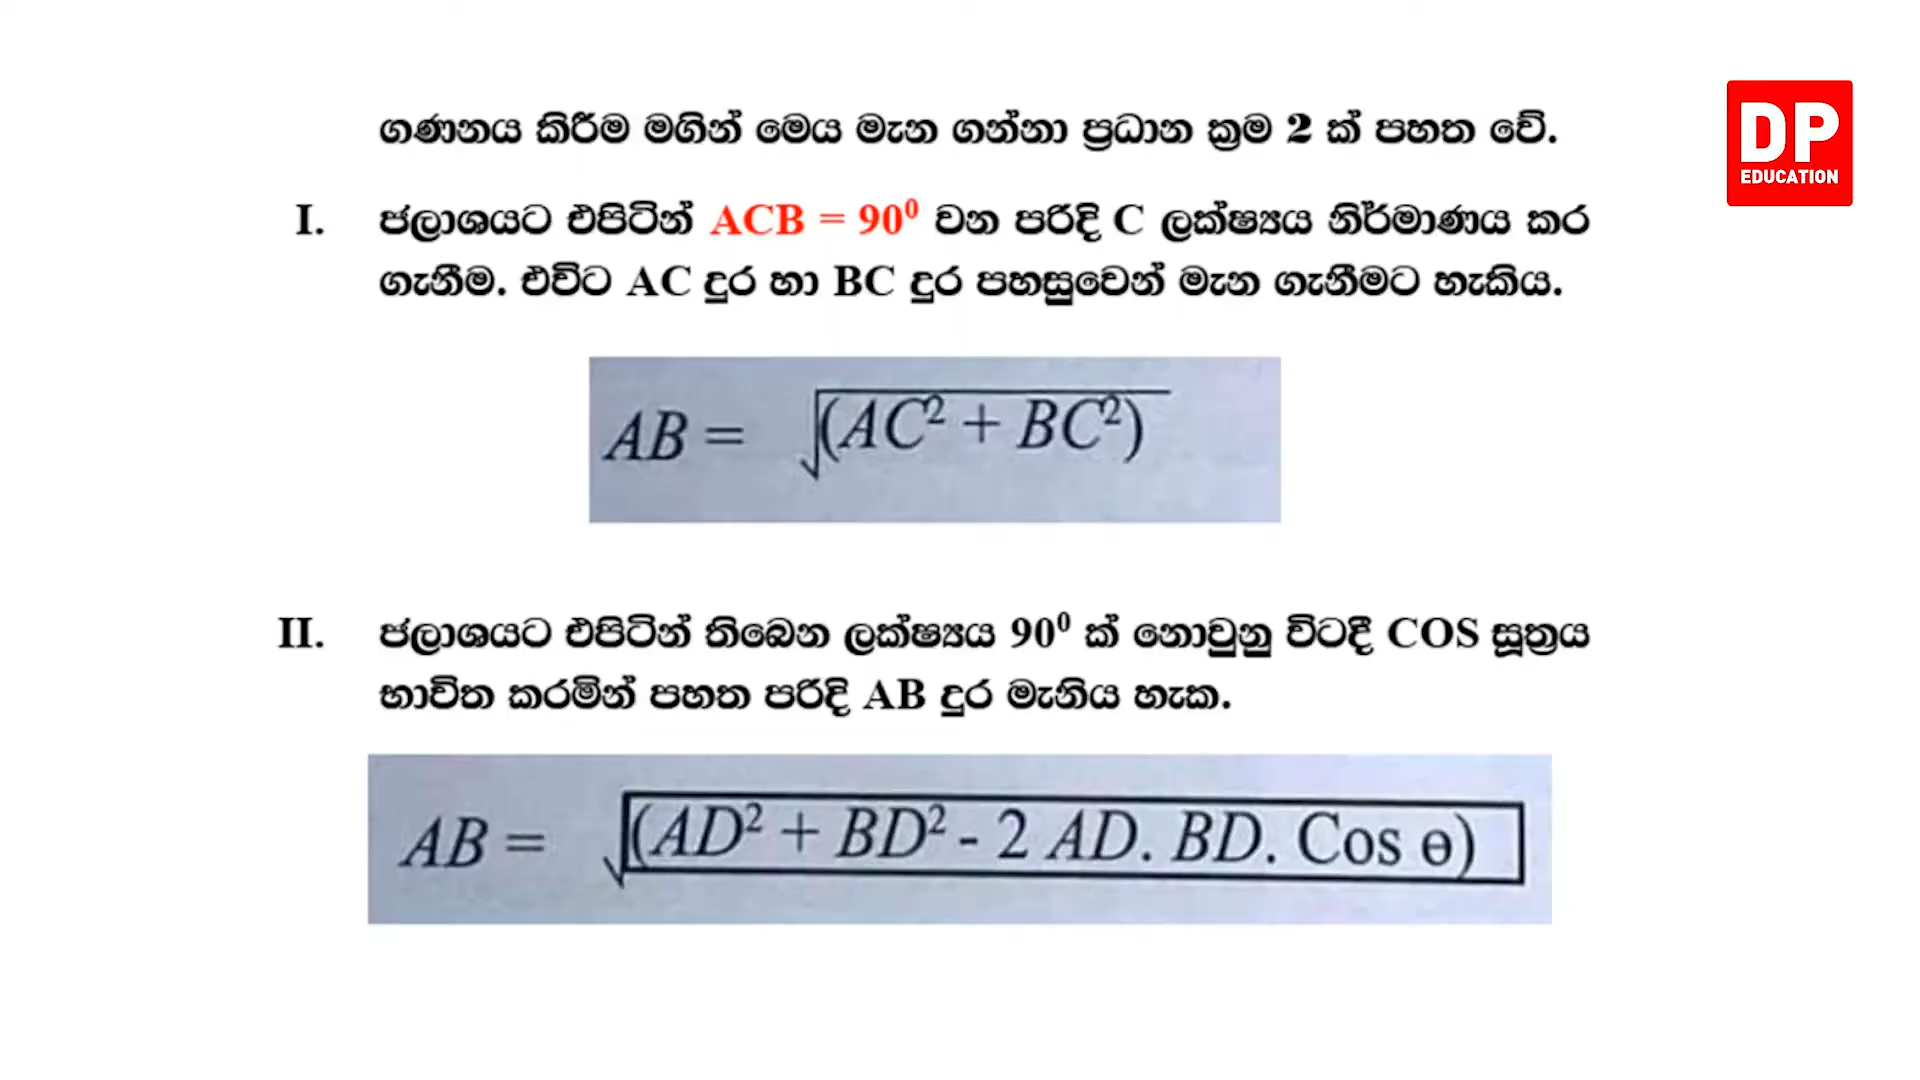 ගණනය කිරීම මගින් මෙය මැන ගන්නා ප්‍රධාන ක්‍රම 2 ක් පහත වේ.
DP
EDUCATION
I. ජලාශයට එපිටින් ACB = 90⁰ වන පරිදි C ලක්ෂ්‍යය නිර්මාණය කර
ගැනීම. එවිට AC දුර හා BC දුර පහසුවෙන් මැන ගැනීමට හැකිය.
AB = √(AC² + BC²)
II. ජලාශයට එපිටින් තිබෙන ලක්ෂ්‍යය 90⁰ ක් නොවුනු විටදී COS සූත්‍රය
භාවිත කරමින් පහත පරිදි AB දුර මැනිය හැක.
AB = √(AD² + BD² - 2 AD. BD. Cos ɵ)